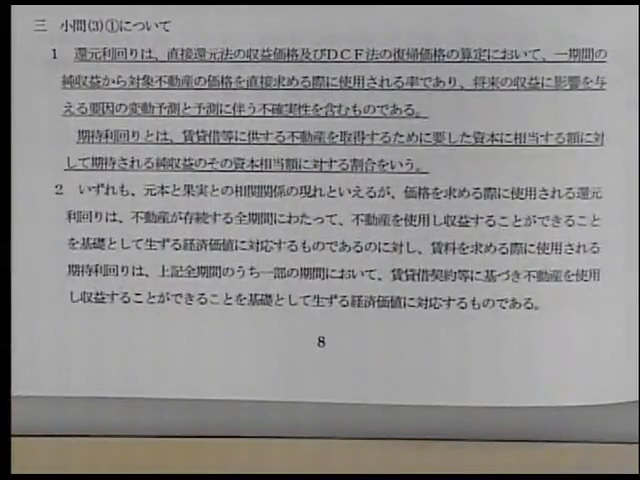 三　小問(3)①について
1　還元利回りは、直接還元法の収益価格及びDCF法の復帰価格の算定において、一期間の
純収益から対象不動産の価格を直接求める際に使用される率であり、将来の収益に影響を与
える要因の変動予測と予測に伴う不確実性を含むものである。
期待利回りとは、賃貸借等に供する不動産を取得するために要した資本に相当する額に対
して期待される純収益のその資本相当額に対する割合をいう。
2　いずれも、元本と果実との相関関係の現れといえるが、価格を求める際に使用される還元
利回りは、不動産が存続する全期間にわたって、不動産を使用し収益することができること
を基礎として生ずる経済価値に対応するものであるのに対し、賃料を求める際に使用される
期待利回りは、上記全期間のうち一部の期間において、賃貸借契約等に基づき不動産を使用
し収益することができることを基礎として生ずる経済価値に対応するものである。
8